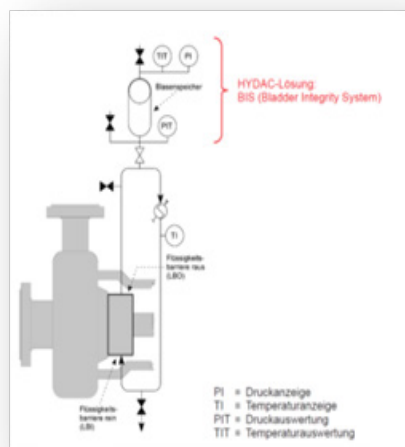 TIT
PI
HYDAC-Lösung:
BIS (Bladder Integrity System)
Blasenspeicher
PIT
TI
Flüssigkeits-
barriere raus
(LBO)
Flüssigkeits-
barriere rein
(LBI)
PI = Druckanzeige
TI = Temperaturanzeige
PIT = Druckauswertung
TIT = Temperaturauswertung